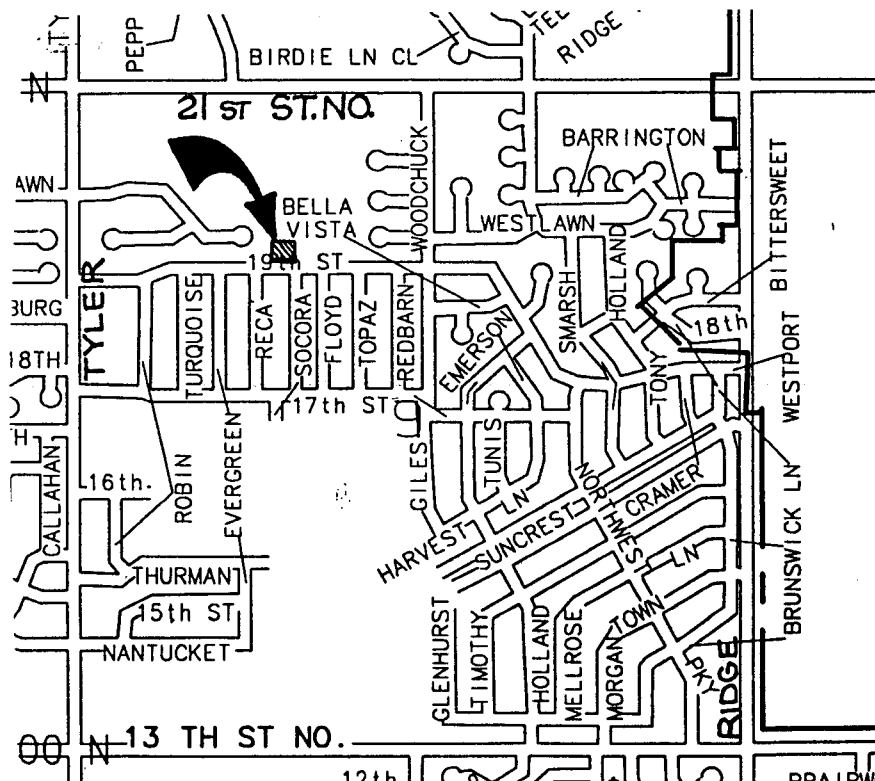 PEPP
BIRDIE LN CL
RIDGE
N
21 ST ST. NO.
BARRINGTON
WOODCHUCK
BITTERSWEET
AWN
BELLA
VISTA
WESTLAWN
HOLLAND
19TH ST
TYLER
TURQUOISE
RECA
SOCORA
FLOYD
TOPAZ
REDBARN
EMERSON
SMARSH
18th
BURG
18TH
WESTPORT
TONY
17th ST
GILES
TUNIS
EVERGREEN
ROBIN
CALLAHAN
16th.
HARVEST LN
SUNCREST
NORTHWEST PKY
CRAMER
BRUNSWICK LN
THURMAN
15th ST
NANTUCKET
LN
TOWN
GLENHURST
TIMOTHY
HOLLAND
MELLROSE
MORGAN
RIDGE
00 N
13 TH ST NO.
12th